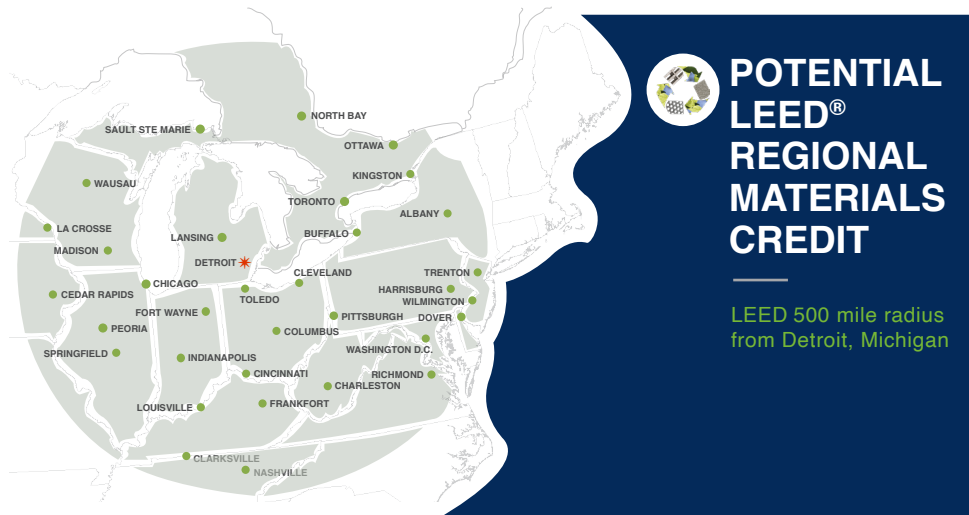 POTENTIAL
LEED®
REGIONAL
MATERIALS
CREDIT
LEED 500 mile radius
from Detroit, Michigan
NORTH BAY
SAULT STE MARIE
OTTAWA
KINGSTON
WAUSAU
TORONTO
ALBANY
LA CROSSE
BUFFALO
LANSING
MADISON
DETROIT
CLEVELAND
TRENTON
CHICAGO
HARRISBURG
CEDAR RAPIDS
TOLEDO
WILMINGTON
FORT WAYNE
PITTSBURGH
DOVER
PEORIA
COLUMBUS
WASHINGTON D.C.
SPRINGFIELD
INDIANAPOLIS
CINCINNATI
RICHMOND
CHARLESTON
LOUISVILLE
FRANKFORT
CLARKSVILLE
NASHVILLE